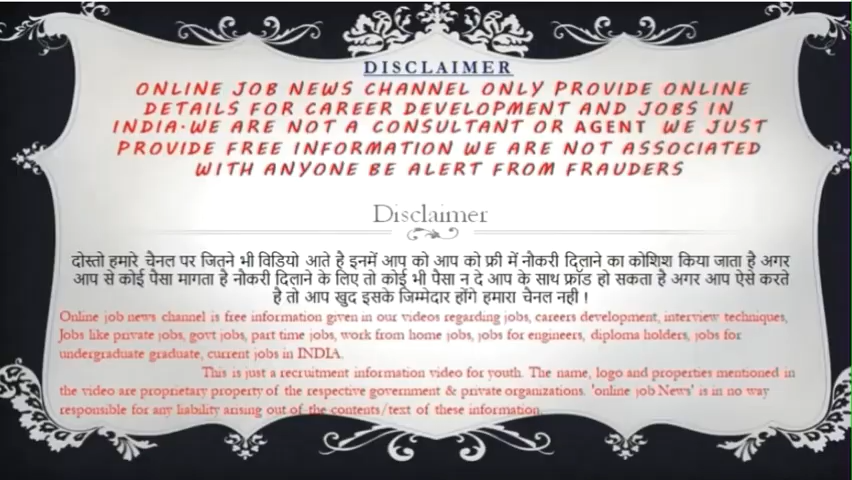 DISCLAIMER
ONLINE JOB NEWS CHANNEL ONLY PROVIDE ONLINE
DETAILS FOR CAREER DEVELOPMENT AND JOBS IN
INDIA.WE ARE NOT A CONSULTANT OR AGENT WE JUST
PROVIDE FREE INFORMATION WE ARE NOT ASSOCIATED
WITH ANYONE BE ALERT FROM FRAUDERS
Disclaimer
दोस्तो हमारे चैनल पर जितने भी विडियो आते है इनमें आप को आप को फ्री में नौकरी दिलाने का कोशिश किया जाता है अगर
आप से कोई पैसा मागता है नौकरी दिलाने के लिए तो कोई भी पैसा न दे आप के साथ फ्रॉड हो सकता है अगर आप ऐसे करते
है तो आप खुद इसके जिम्मेदार होंगे हमारा चैनल नही !
Online job news channel is free information given in our videos regarding jobs, careers development, interview techniques,
Jobs like private jobs, govt jobs, part time jobs, work from home jobs, jobs for engineers, diploma holders, jobs for
undergraduate graduate, current jobs in INDIA.
This is just a recruitment information video for youth. The name, logo and properties mentioned in
the video are proprietary property of the respective government & private organizations. 'online job News' is in no way
responsible for any liability arising out of the contents/text of these information.